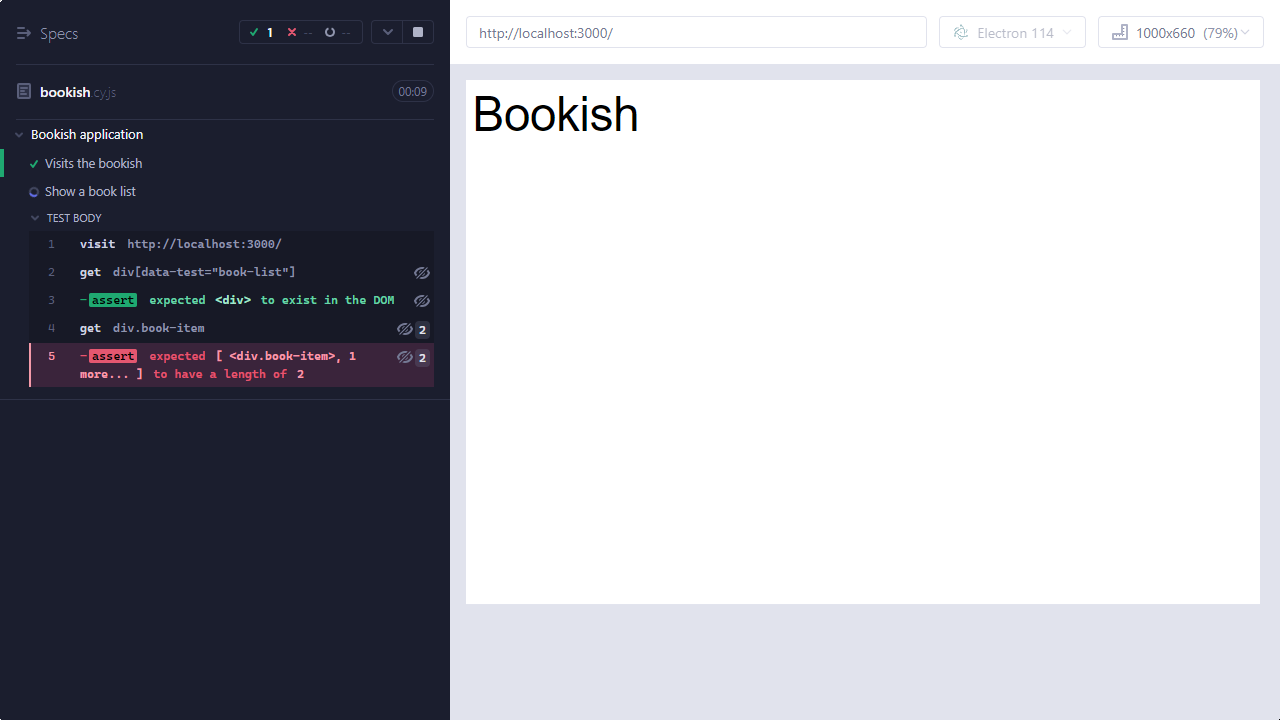 Specs
1 -- --
bookish.cy.js 00:09
Bookish application
Visits the bookish
Show a book list
TEST BODY
1 visit http://localhost:3000/
2 get div[data-test="book-list"]
3 -assert expected <div> to exist in the DOM
4 get div.book-item 2
5 -assert expected [ <div.book-item>, 1 2
more... ] to have a length of 2
http://localhost:3000/ Electron 114 1000x660 (79%)
Bookish